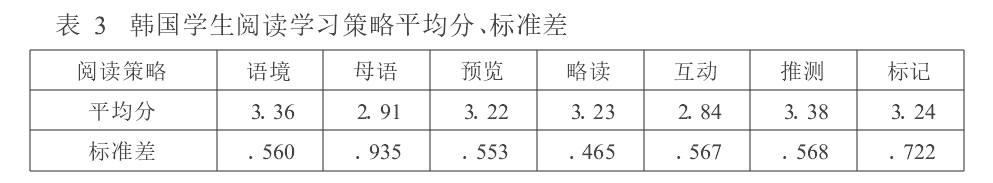 表 3 韩国学生阅读学习策略平均分、标准差
阅读策略 语境 母语 预览 略读 互动 推测 标记
平均分 3.36 2.91 3.22 3.23 2.84 3.38 3.24
标准差 .560 .935 .553 .465 .567 .568 .722